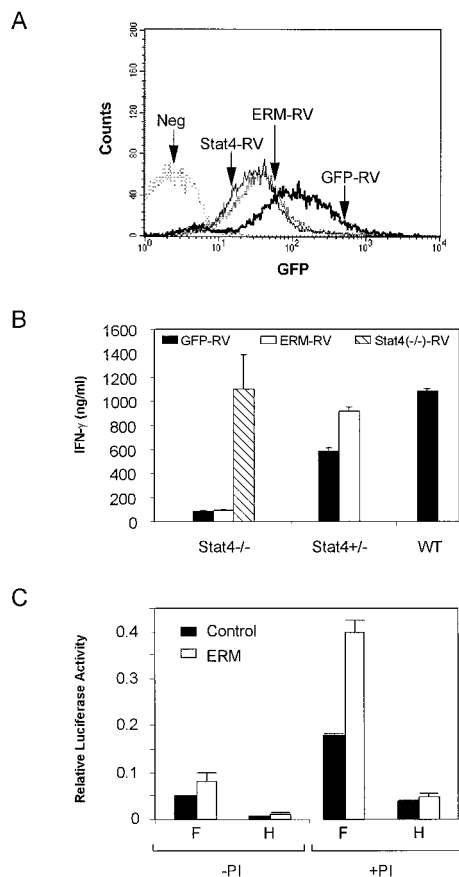 A
200
160
120
80
40
0
Counts
Neg
Stat4-RV
ERM-RV
GFP-RV
10⁰ 10¹ 10² 10³ 10⁴
GFP
B
1600
1400
1200
1000
800
600
400
200
0
IFN-γ (ng/ml)
GFP-RV ERM-RV Stat4(-/-)-RV
Stat4-/- Stat4+/- WT
C
0.4
0.3
0.2
0.1
0
Relative Luciferase Activity
Control
ERM
F H F H
-PI +PI